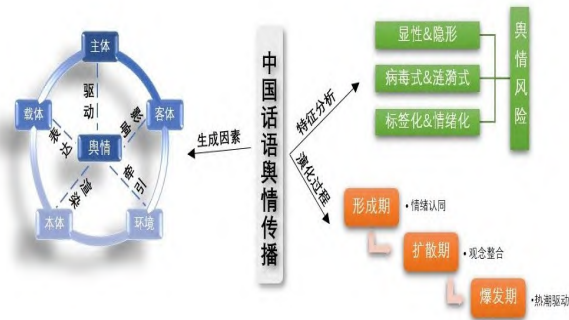 主体
载体
客体
舆情
本体
环境
驱动
表达
渲染
牵引
生成因素
中国话语舆情传播
特征分析
演化过程
显性&隐形
病毒式&涟漪式
标签化&情绪化
舆情风险
形成期
·情绪认同
扩散期
·观念整合
爆发期
·热潮驱动